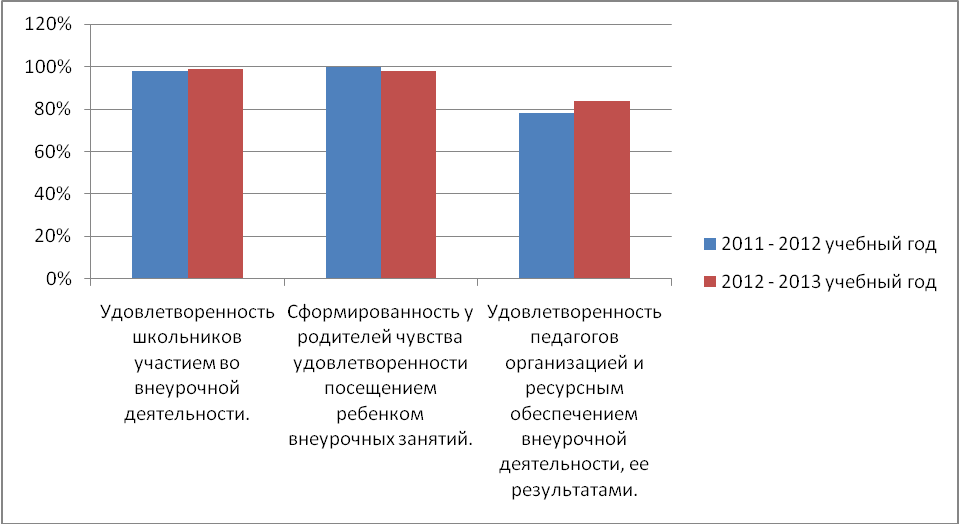 120%
100%
80%
60%
40%
20%
0%
Удовлетворенность
школьников
участием во
внеурочной
деятельности.
Сформированность у
родителей чувства
удовлетворенности
посещением
ребенком
внеурочных занятий.
Удовлетворенность
педагогов
организацией и
ресурсным
обеспечением
внеурочной
деятельности, ее
результатами.
2011 - 2012 учебный год
2012 - 2013 учебный год